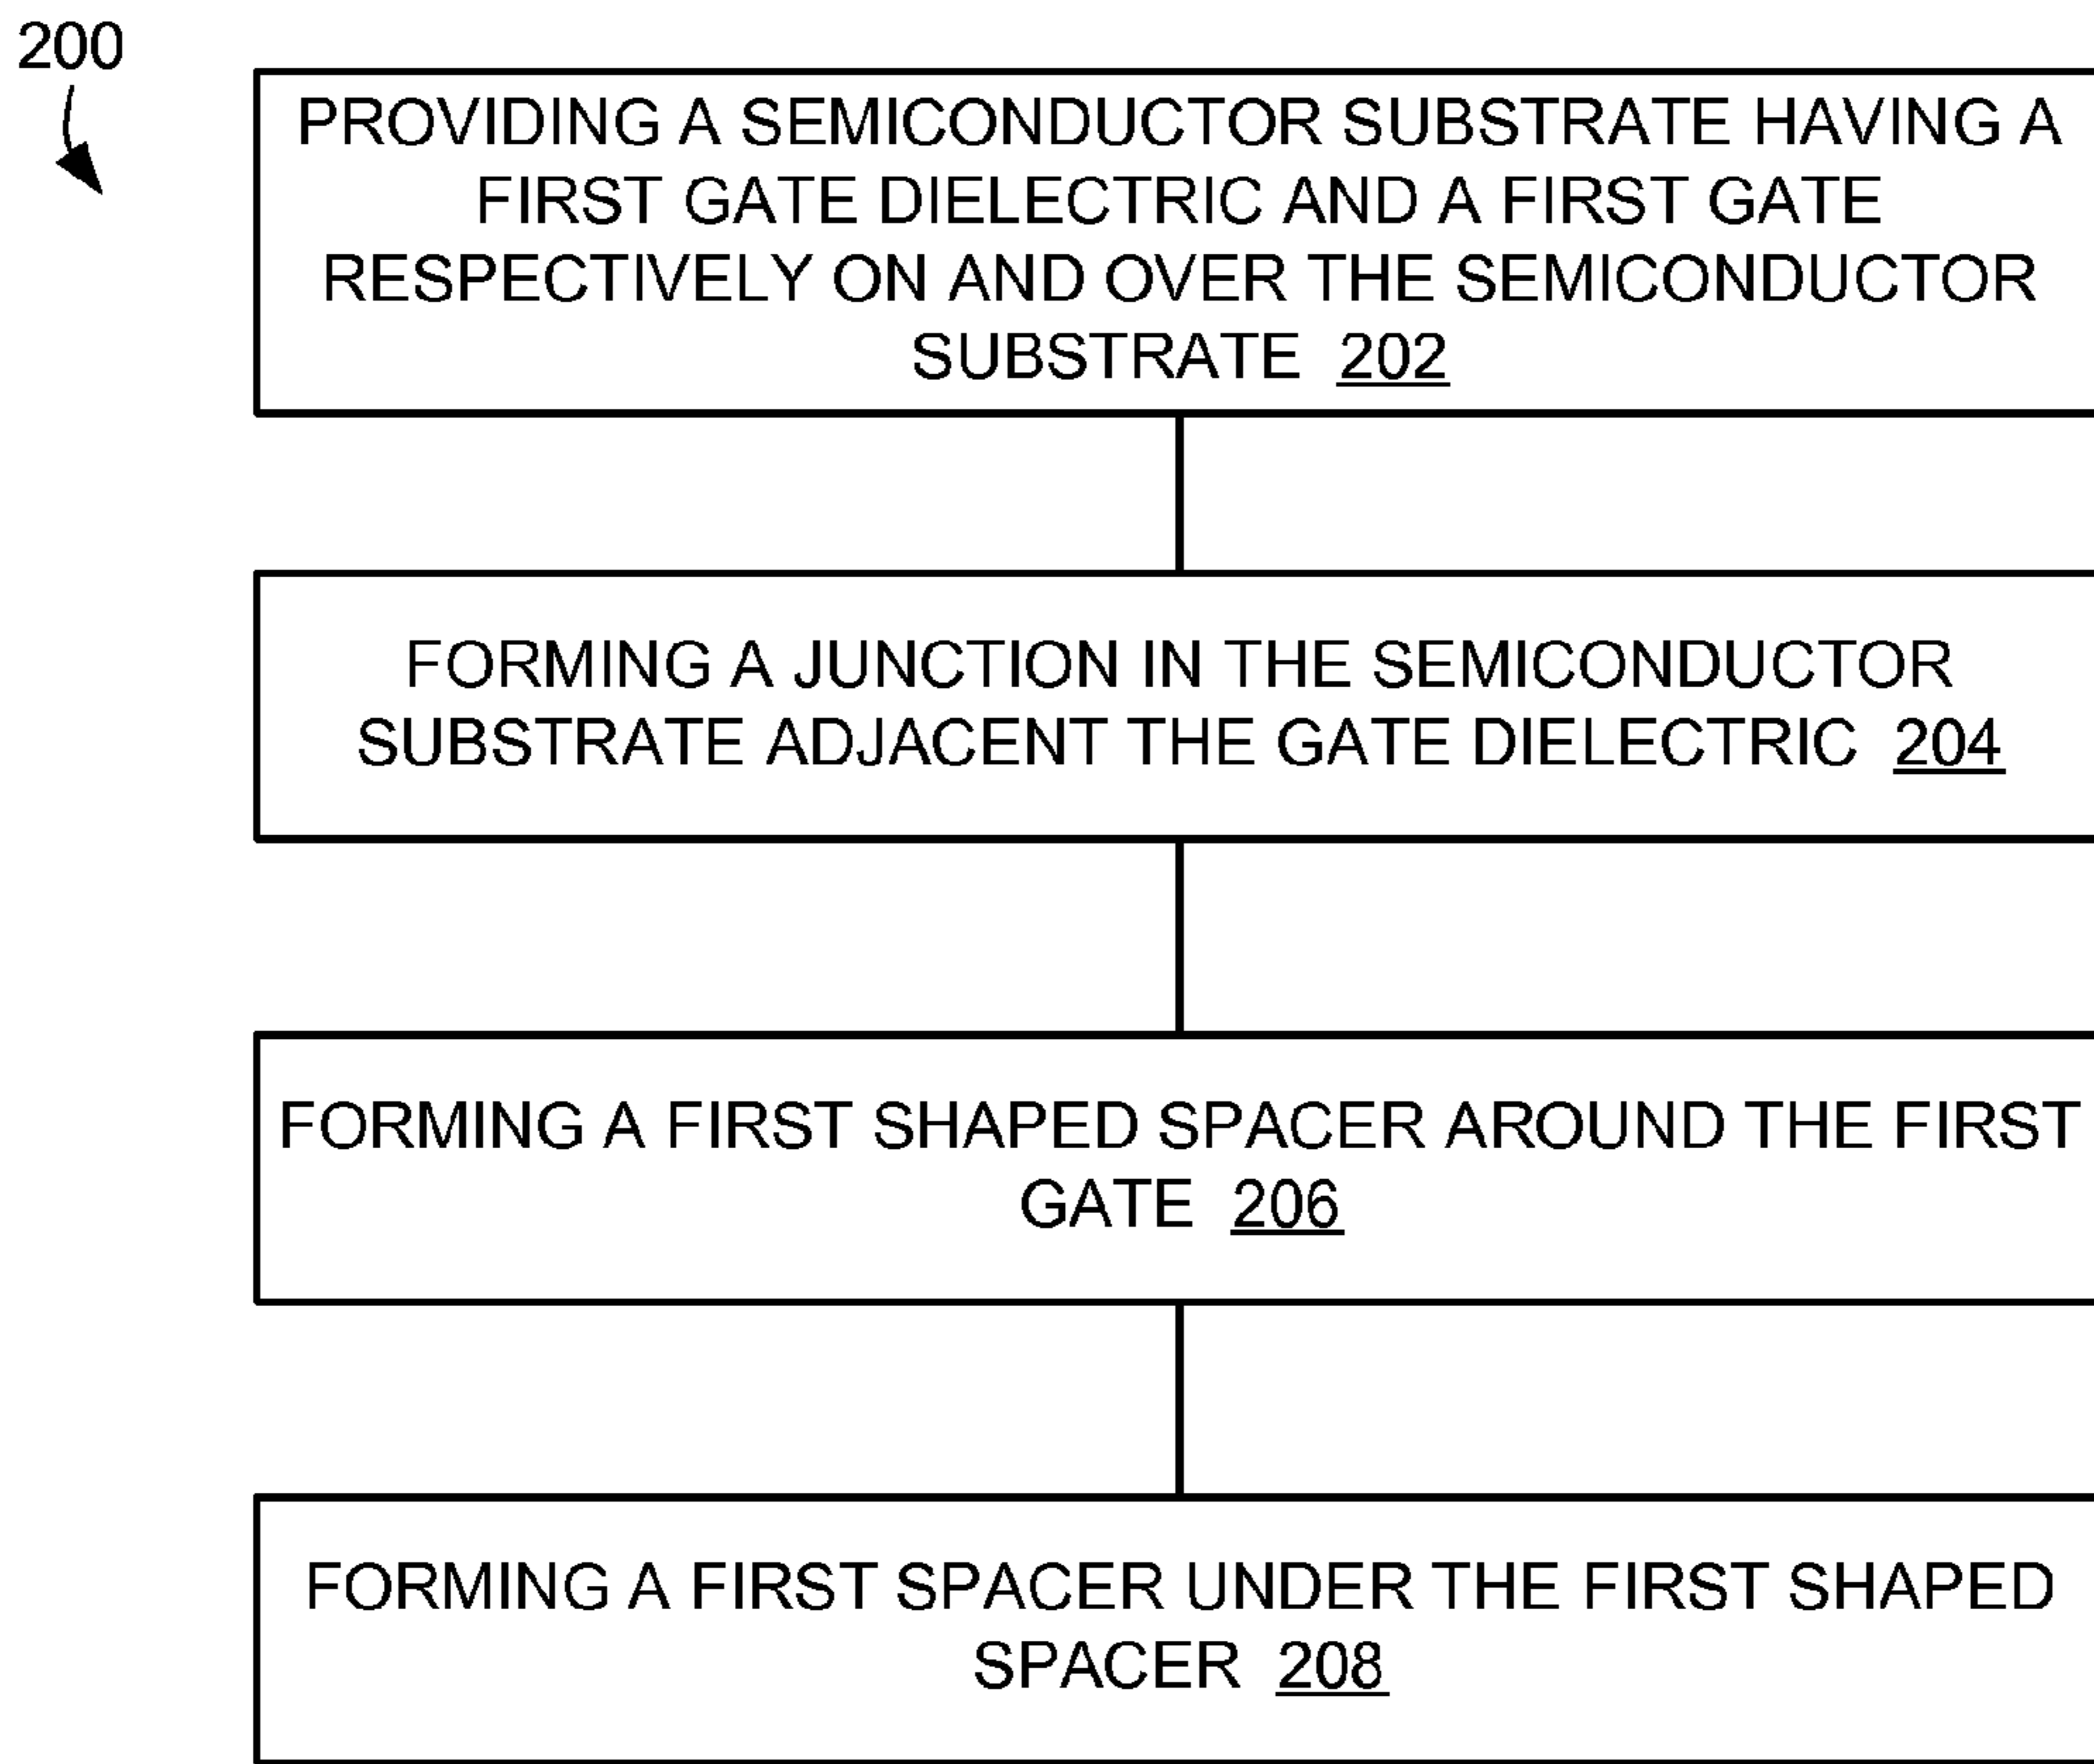 200
PROVIDING A SEMICONDUCTOR SUBSTRATE HAVING A
FIRST GATE DIELECTRIC AND A FIRST GATE
RESPECTIVELY ON AND OVER THE SEMICONDUCTOR
SUBSTRATE 202
FORMING A JUNCTION IN THE SEMICONDUCTOR
SUBSTRATE ADJACENT THE GATE DIELECTRIC 204
FORMING A FIRST SHAPED SPACER AROUND THE FIRST
GATE 206
FORMING A FIRST SPACER UNDER THE FIRST SHAPED
SPACER 208